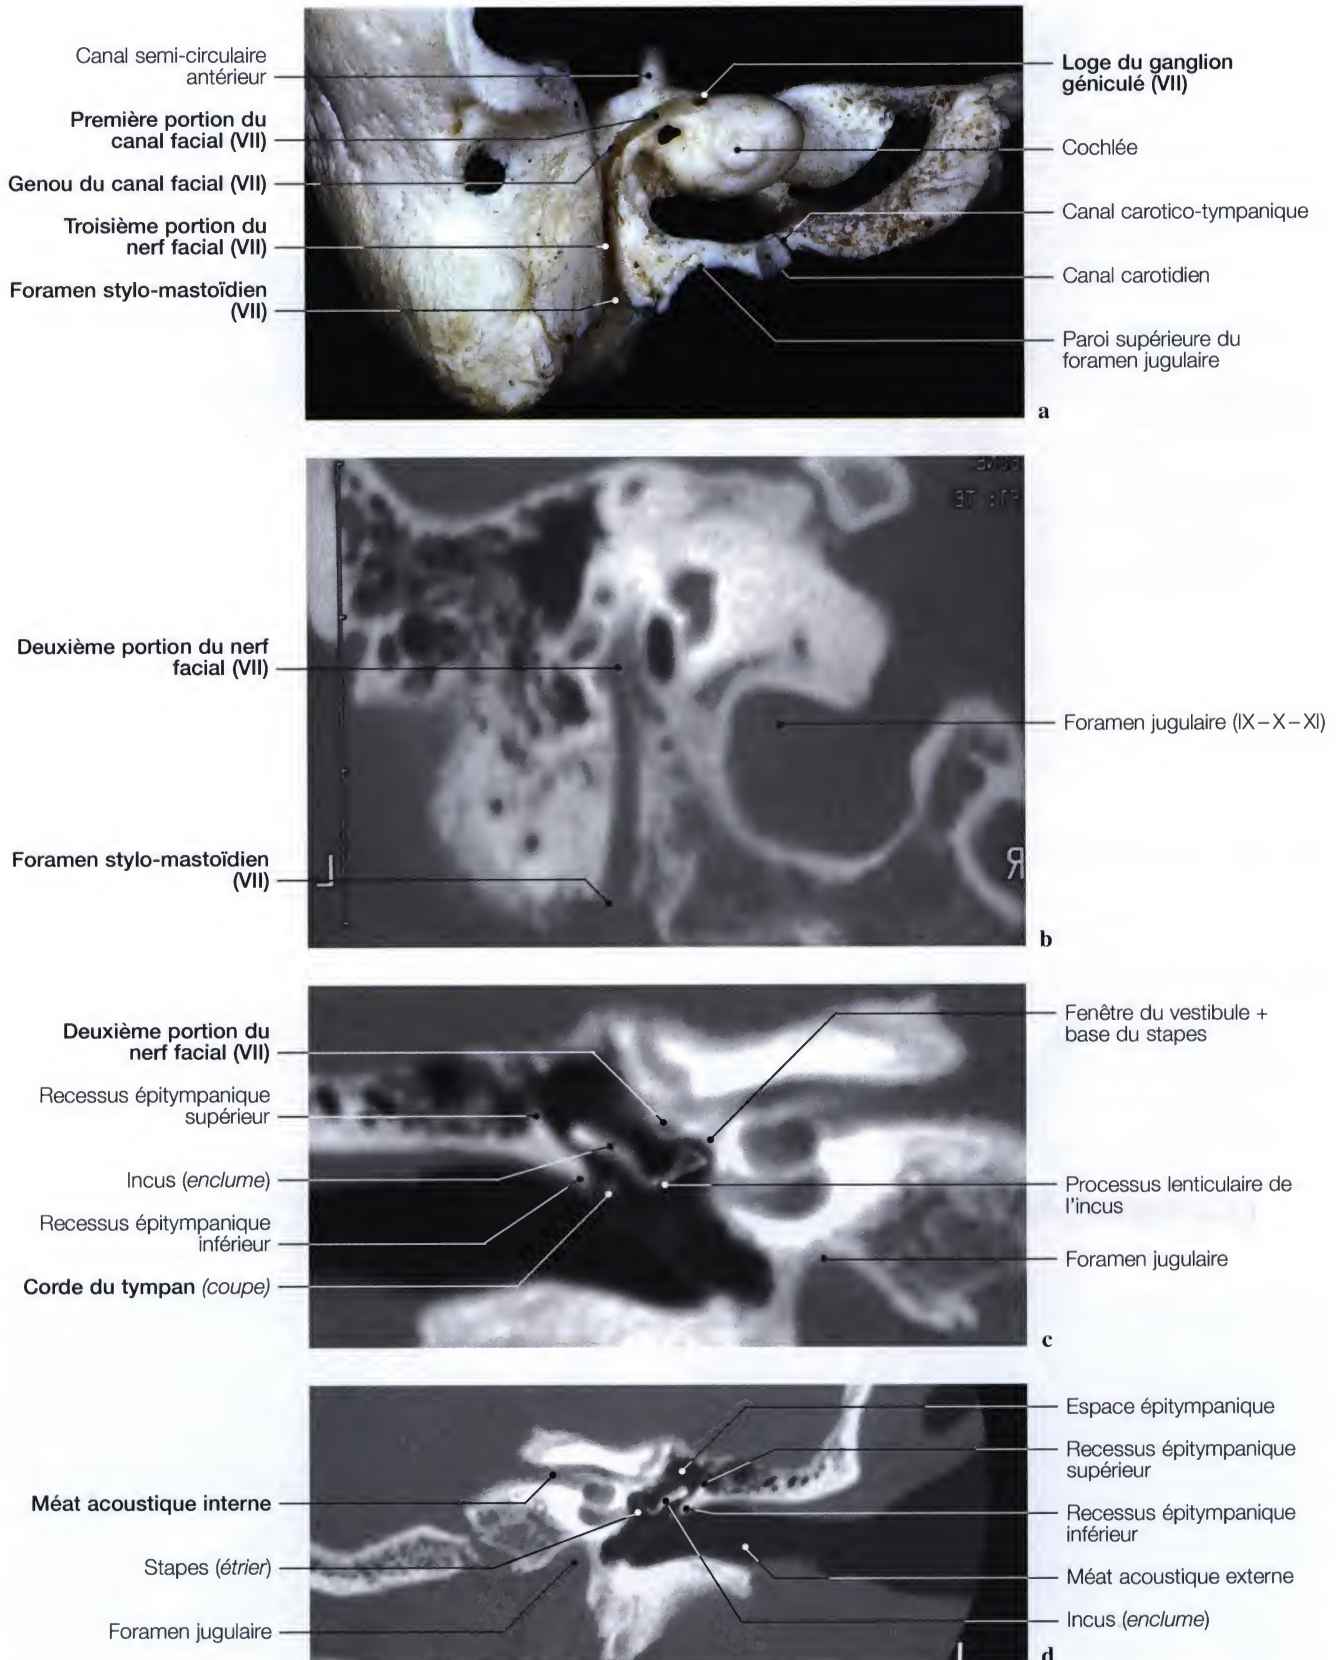 Canal semi-circulaire
antérieur
Première portion du
canal facial (VII)
Genou du canal facial (VII)
Troisième portion du
nerf facial (VII)
Foramen stylo-mastoïdien
(VII)
Loge du ganglion
géniculé (VII)
Cochlée
Canal carotico-tympanique
Canal carotidien
Paroi supérieure du
foramen jugulaire
a
Deuxième portion du nerf
facial (VII)
Foramen stylo-mastoïdien
(VII)
L
R
Foramen jugulaire (IX–X–XI)
b
Deuxième portion du
nerf facial (VII)
Recessus épitympanique
supérieur
Incus (enclume)
Recessus épitympanique
inférieur
Corde du tympan (coupe)
Fenêtre du vestibule +
base du stapes
Processus lenticulaire de
l'incus
Foramen jugulaire
c
Méat acoustique interne
Stapes (étrier)
Foramen jugulaire
Espace épitympanique
Recessus épitympanique
supérieur
Recessus épitympanique
inférieur
Méat acoustique externe
Incus (enclume)
d